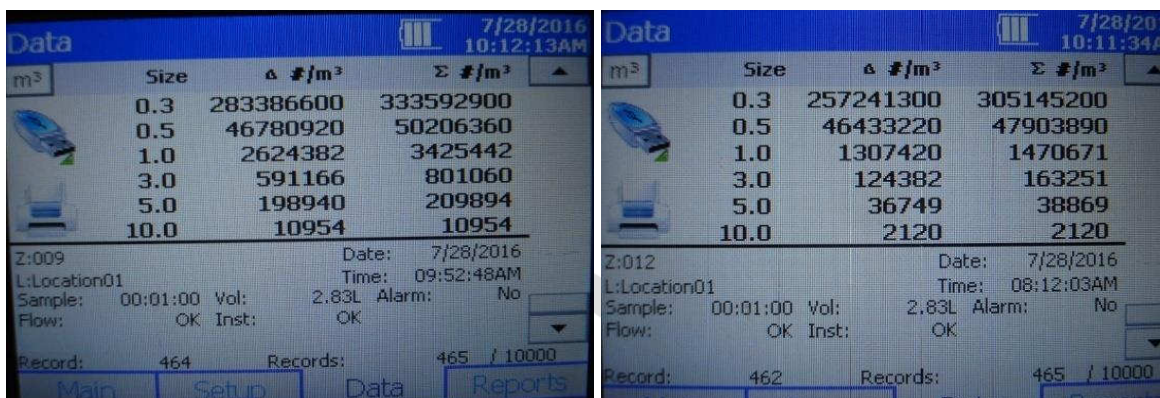 Data
7/28/2016
10:12:13AM
m³ Size Δ #/m³ Σ #/m³
0.3 283386600 333592900
0.5 46780920 50206360
1.0 2624382 3425442
3.0 591166 801060
5.0 198940 209894
10.0 10954 10954
Z:009 Date: 7/28/2016
L:Location01 Time: 09:52:48AM
Sample: 00:01:00 Vol: 2.83L Alarm: No
Flow: OK Inst: OK
Record: 464 Records: 465 / 10000
Main Setup Data Reports
Data
7/28/20
10:11:34A
m³ Size Δ #/m³ Σ #/m³
0.3 257241300 305145200
0.5 46433220 47903890
1.0 1307420 1470671
3.0 124382 163251
5.0 36749 38869
10.0 2120 2120
Z:012 Date: 7/28/2016
L:Location01 Time: 08:12:03AM
Sample: 00:01:00 Vol: 2.83L Alarm: No
Flow: OK Inst: OK
Record: 462 Records: 465 / 10000